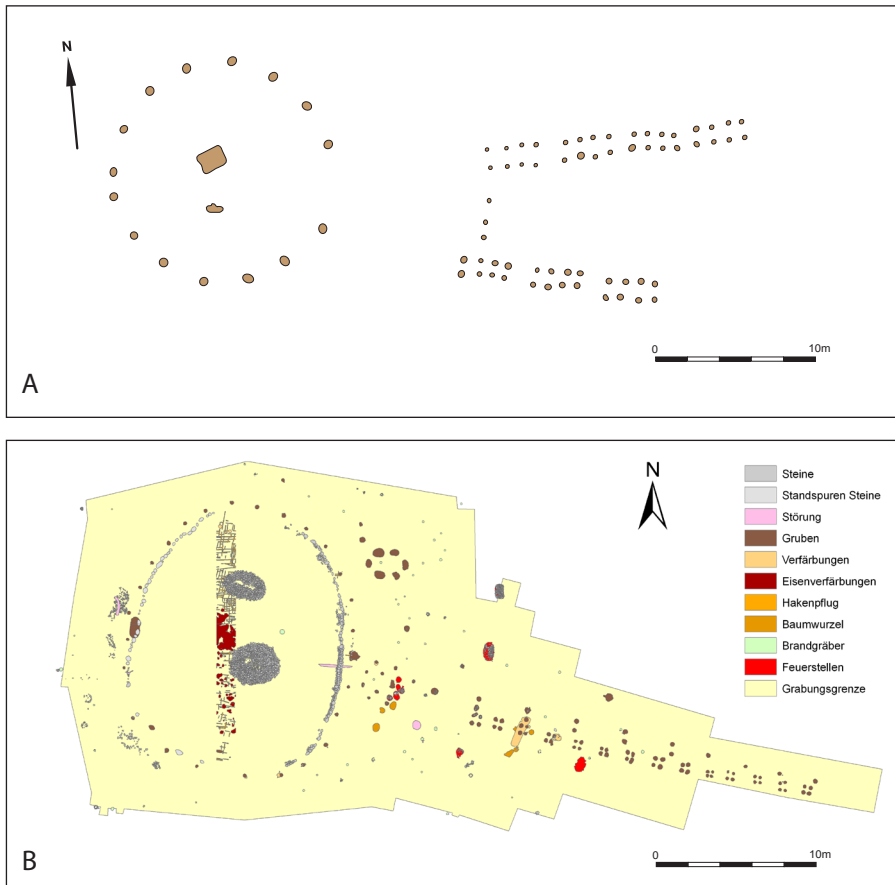 N
0 10m
A
N
Steine
Standspuren Steine
Störung
Gruben
Verfärbungen
Eisenverfärbungen
Hakenpflug
Baumwurzel
Brandgräber
Feuerstellen
Grabungsgrenze
0 10m
B